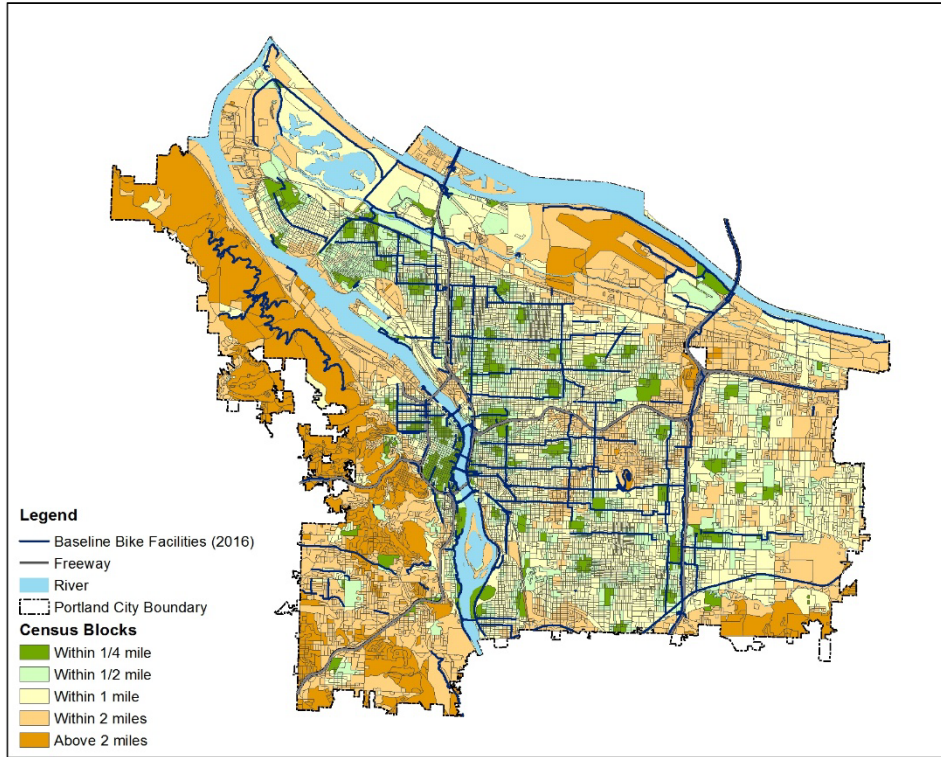 Legend
Baseline Bike Facilities (2016)
Freeway
River
Portland City Boundary
Census Blocks
Within 1/4 mile
Within 1/2 mile
Within 1 mile
Within 2 miles
Above 2 miles